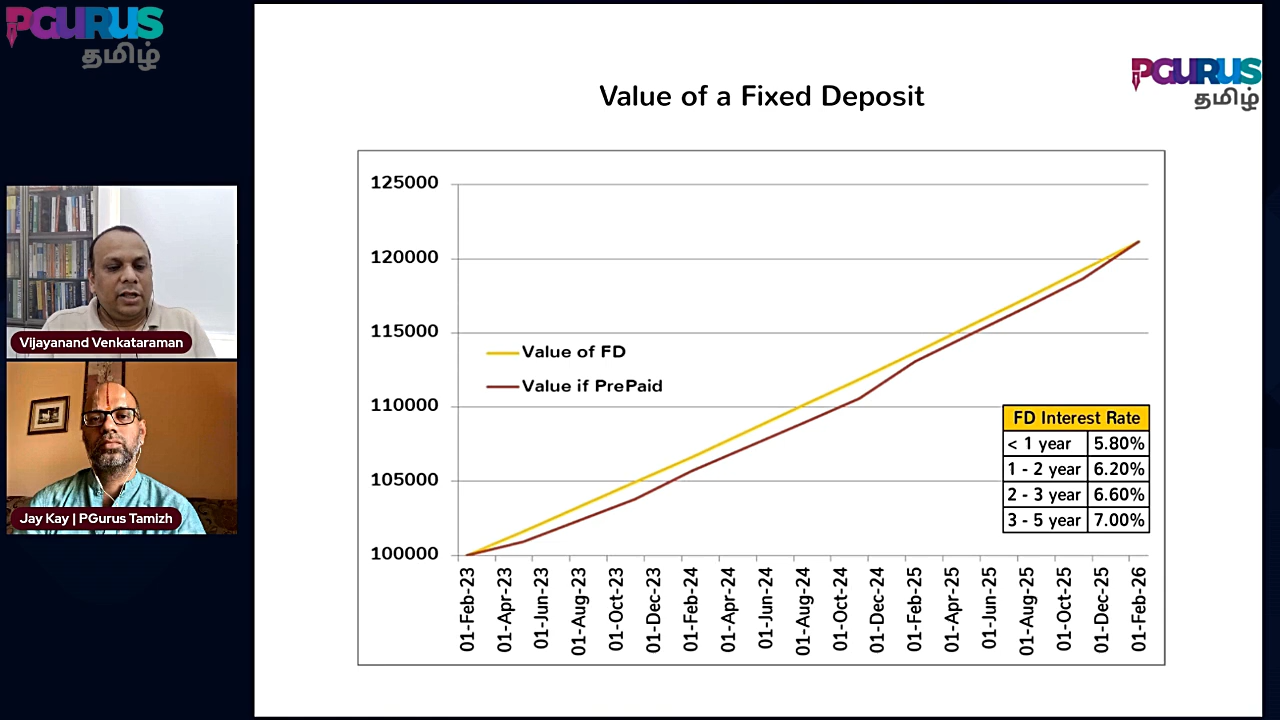 PGURUS
தமிழ்
PGURUS
தமிழ்
Value of a Fixed Deposit
125000
120000
115000
110000
105000
100000
Value of FD
Value if PrePaid
FD Interest Rate
< 1 year 5.80%
1 - 2 year 6.20%
2 - 3 year 6.60%
3 - 5 year 7.00%
01-Feb-23
01-Apr-23
01-Jun-23
01-Aug-23
01-Oct-23
01-Dec-23
01-Feb-24
01-Apr-24
01-Jun-24
01-Aug-24
01-Oct-24
01-Dec-24
01-Feb-25
01-Apr-25
01-Jun-25
01-Aug-25
01-Oct-25
01-Dec-25
01-Feb-26
Vijayanand Venkataraman
Jay Kay | PGurus Tamizh